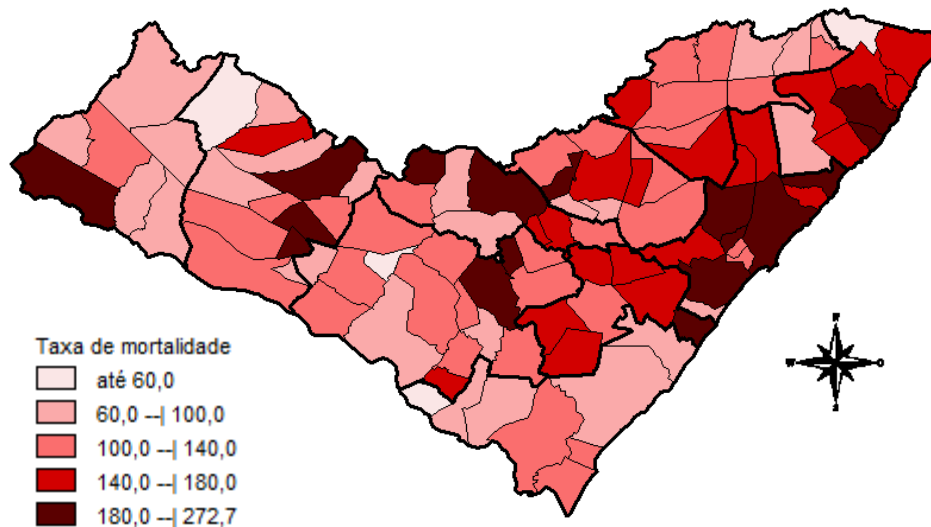 Taxa de mortalidade
até 60,0
60,0 --| 100,0
100,0 --| 140,0
140,0 --| 180,0
180,0 --| 272,7